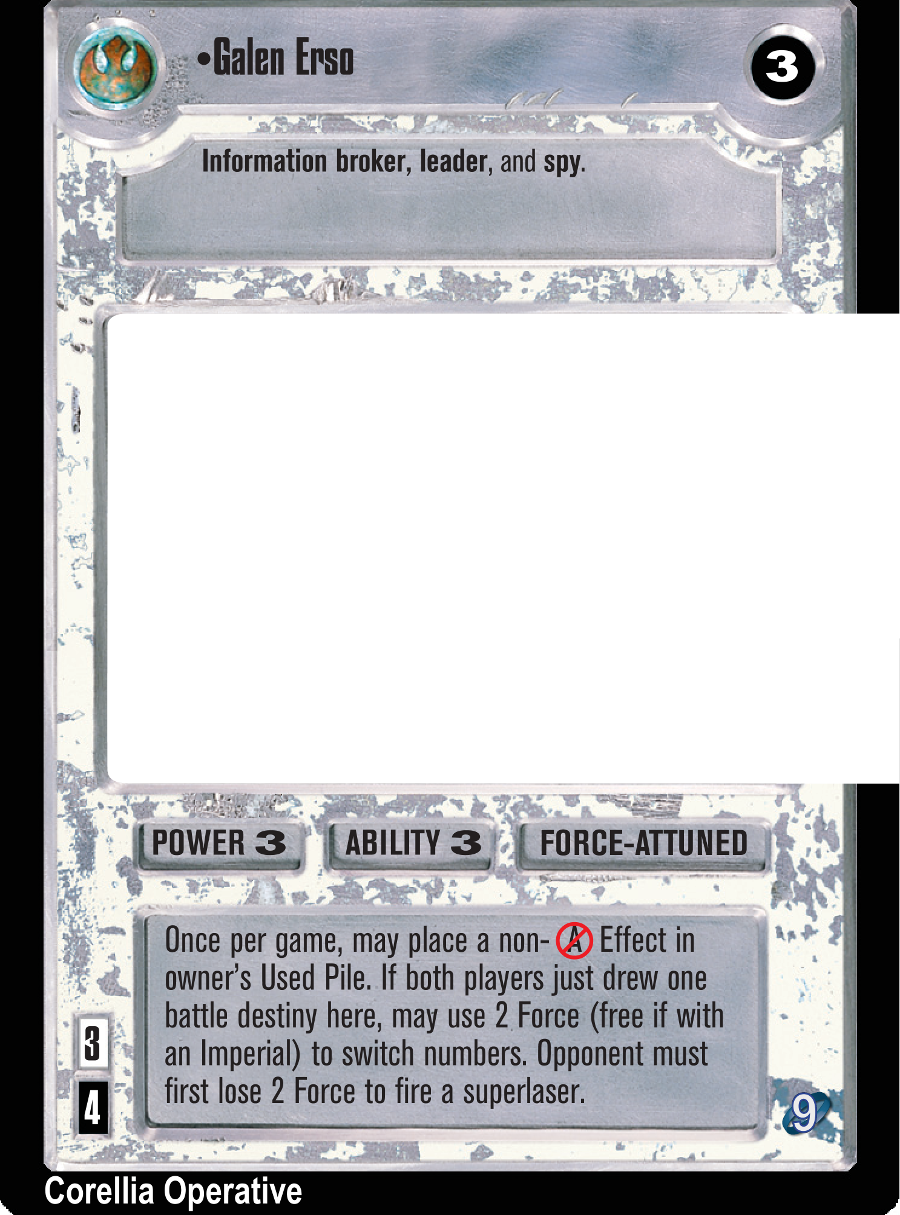 •Galen Erso
3
Information broker, leader, and spy.
POWER 3
ABILITY 3
FORCE-ATTUNED
Once per game, may place a non- A Effect in
owner's Used Pile. If both players just drew one
battle destiny here, may use 2 Force (free if with
an Imperial) to switch numbers. Opponent must
first lose 2 Force to fire a superlaser.
3
4
9
Corellia Operative